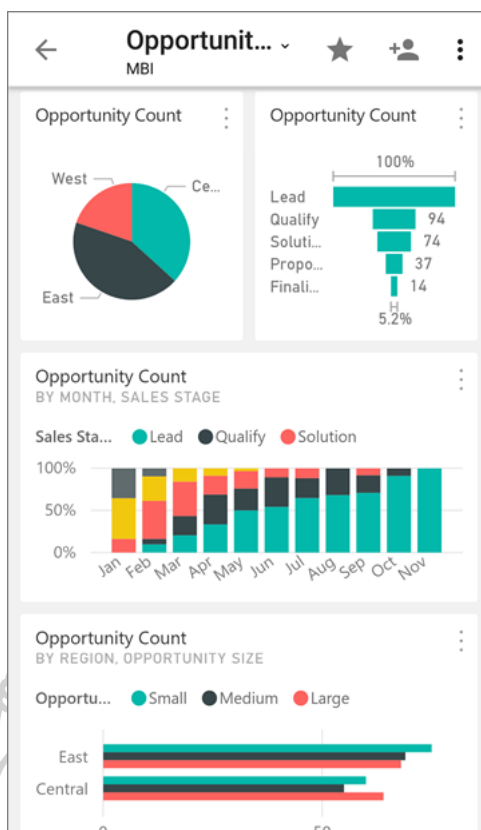 Opportunit...
MBI
Opportunity Count
West
Ce...
East
Opportunity Count
100%
Lead
Qualify 94
Soluti... 74
Propo... 37
Finali... 14
5.2%
Opportunity Count
BY MONTH, SALES STAGE
Sales Sta... Lead Qualify Solution
100%
50%
0%
Jan Feb Mar Apr May Jun Jul Aug Sep Oct Nov
Opportunity Count
BY REGION, OPPORTUNITY SIZE
Opportu... Small Medium Large
East
Central